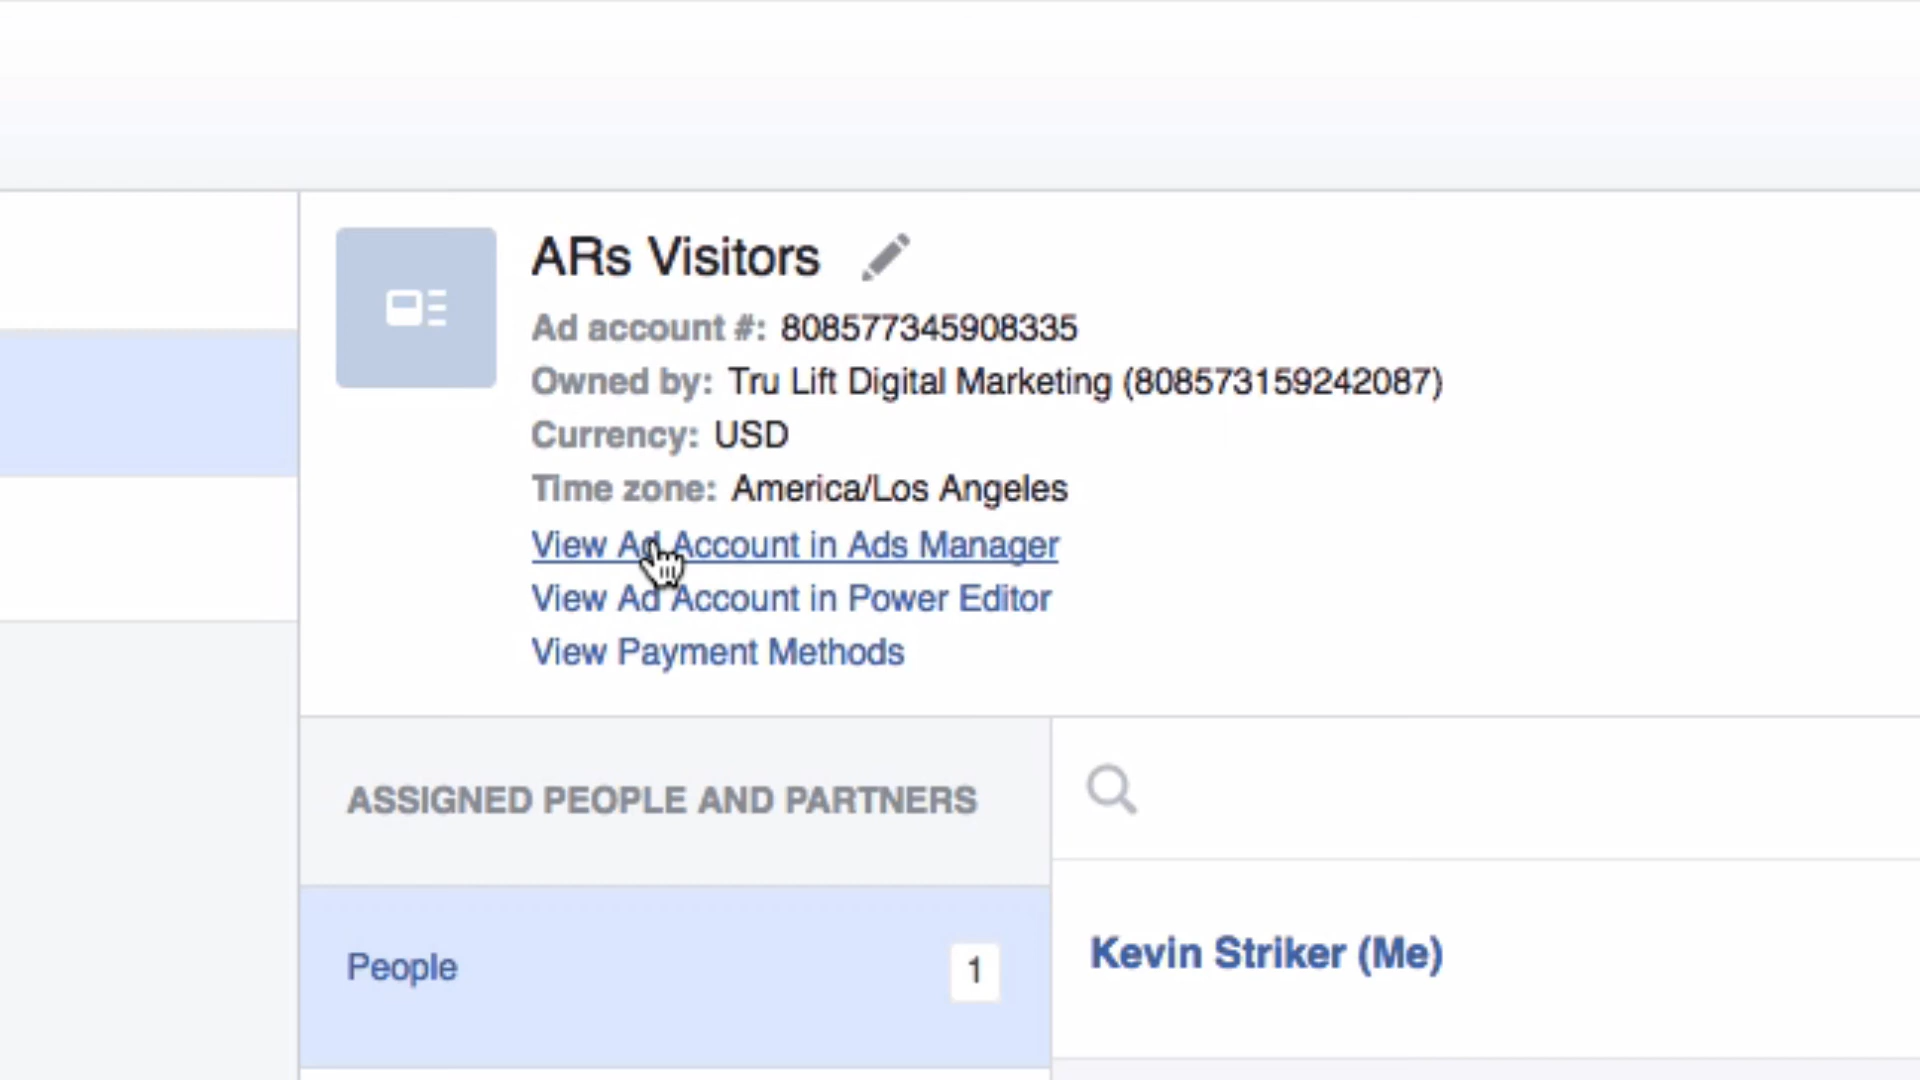 ARs Visitors
Ad account #: 808577345908335
Owned by: Tru Lift Digital Marketing (808573159242087)
Currency: USD
Time zone: America/Los Angeles
View Ad Account in Ads Manager
View Ad Account in Power Editor
View Payment Methods
ASSIGNED PEOPLE AND PARTNERS
People 1
Kevin Striker (Me)